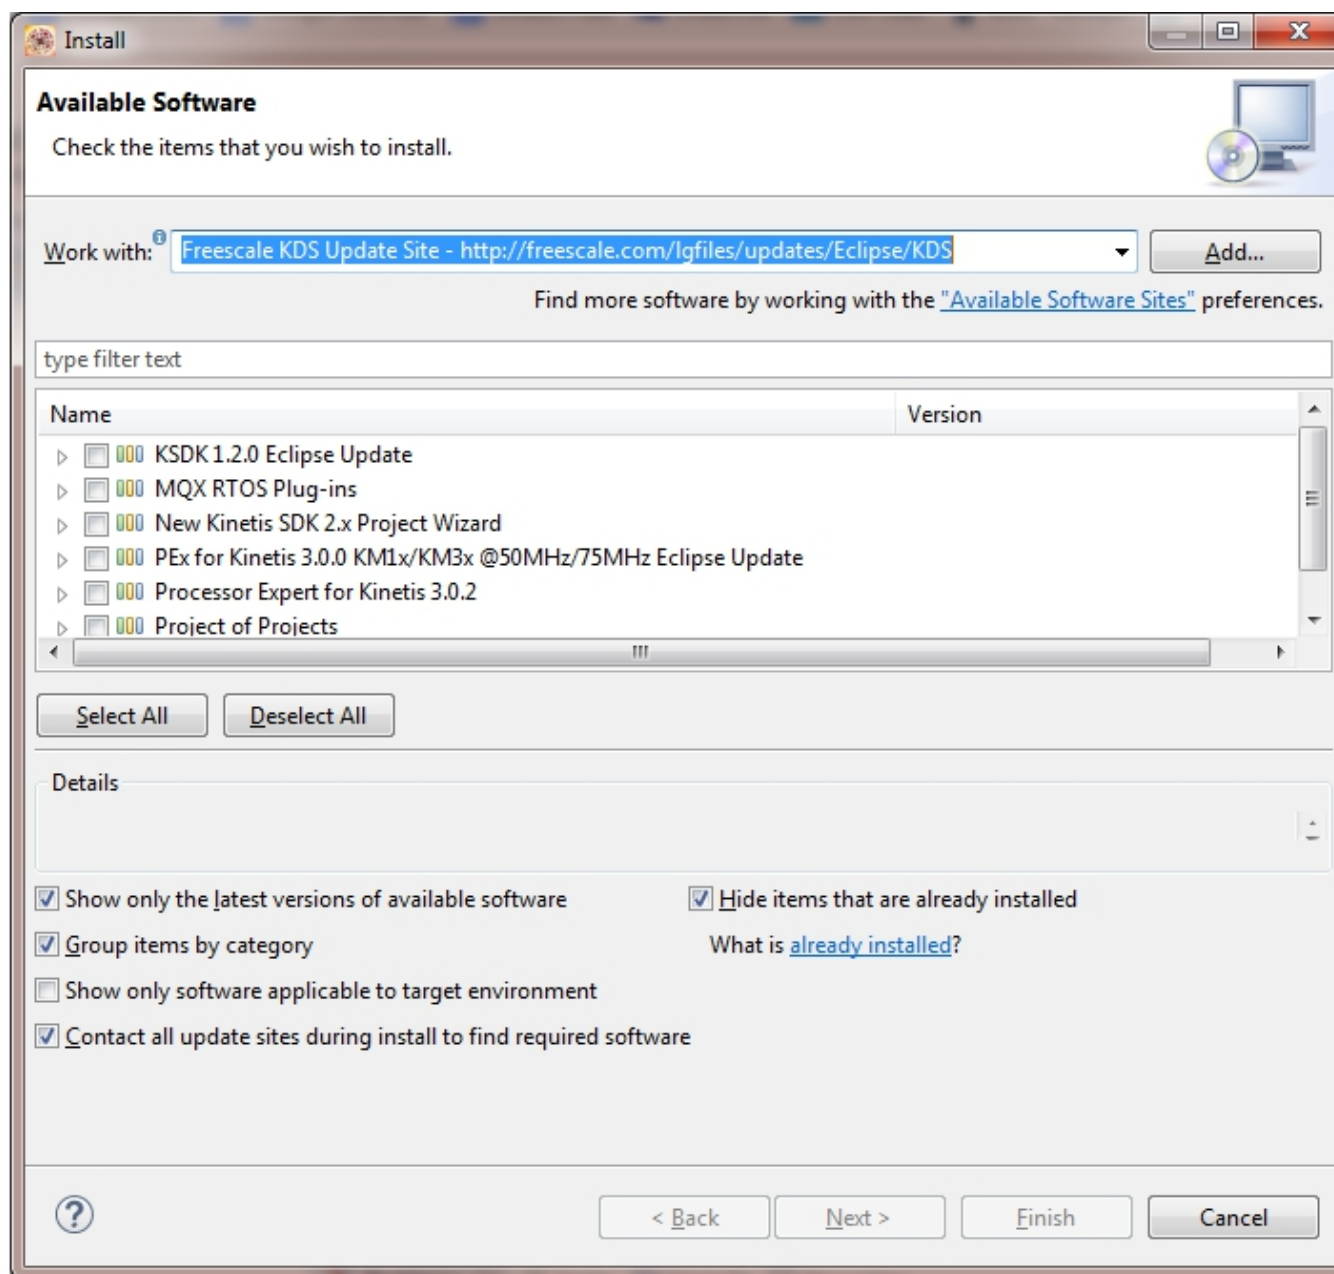 Install
Available Software
Check the items that you wish to install.
Work with: Freescale KDS Update Site - http://freescale.com/lgfiles/updates/Eclipse/KDS Add...
Find more software by working with the "Available Software Sites" preferences.
type filter text
Name Version
KSDK 1.2.0 Eclipse Update
MQX RTOS Plug-ins
New Kinetis SDK 2.x Project Wizard
PEx for Kinetis 3.0.0 KM1x/KM3x @50MHz/75MHz Eclipse Update
Processor Expert for Kinetis 3.0.2
Project of Projects
Select All Deselect All
Details
Show only the latest versions of available software Hide items that are already installed
Group items by category What is already installed?
Show only software applicable to target environment
Contact all update sites during install to find required software
? < Back Next > Finish Cancel